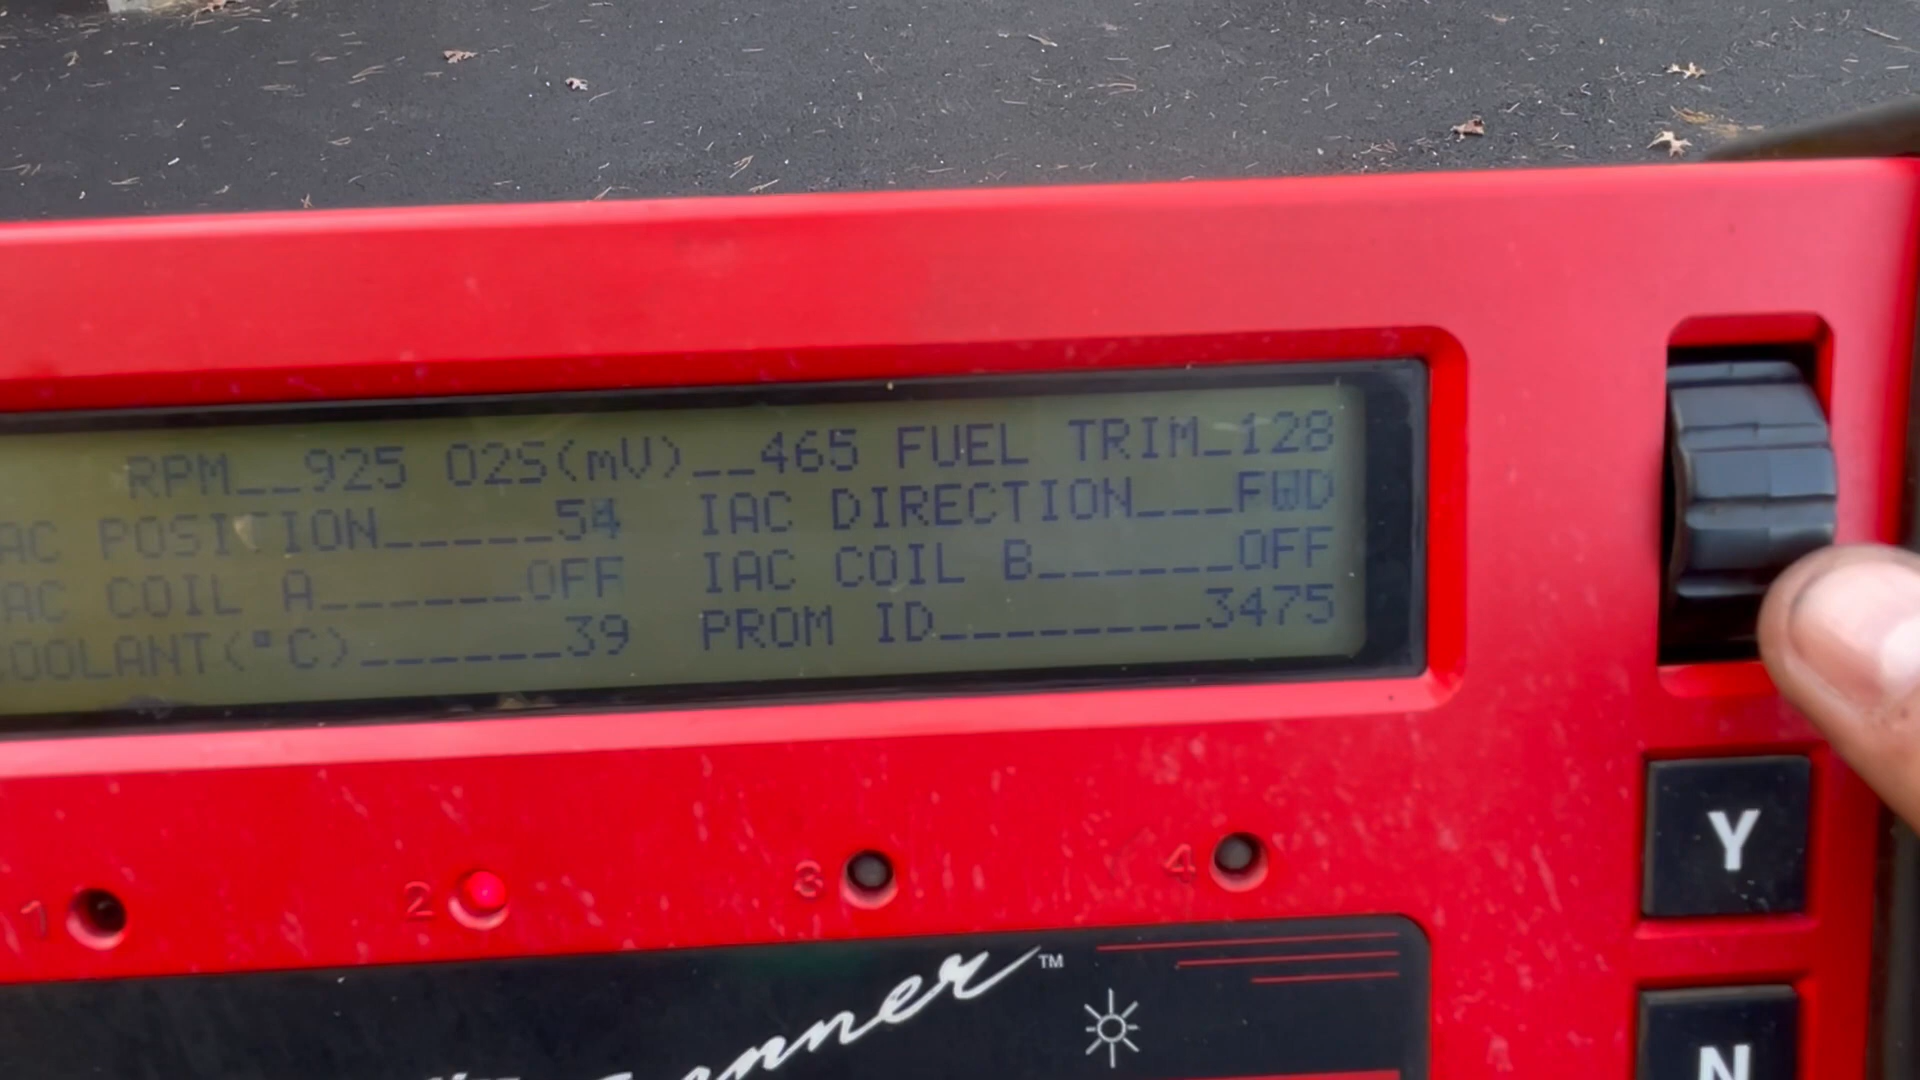 RPM__925 O2S(mV)__465 FUEL TRIM_128
AC POSITION_____54 IAC DIRECTION___FWD
AC COIL A______OFF IAC COIL B______OFF
OOLANT(°C)______39 PROM ID________3475
1 2 3 4
Y
N
nner™